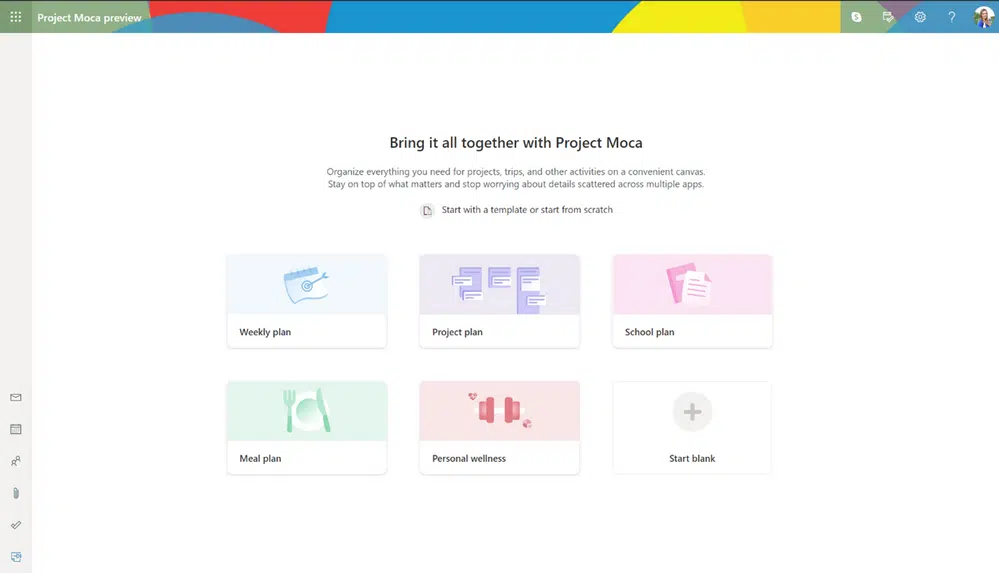 Project Moca preview
Bring it all together with Project Moca
Organize everything you need for projects, trips, and other activities on a convenient canvas.
Stay on top of what matters and stop worrying about details scattered across multiple apps.
Start with a template or start from scratch
Weekly plan
Project plan
School plan
Meal plan
Personal wellness
Start blank